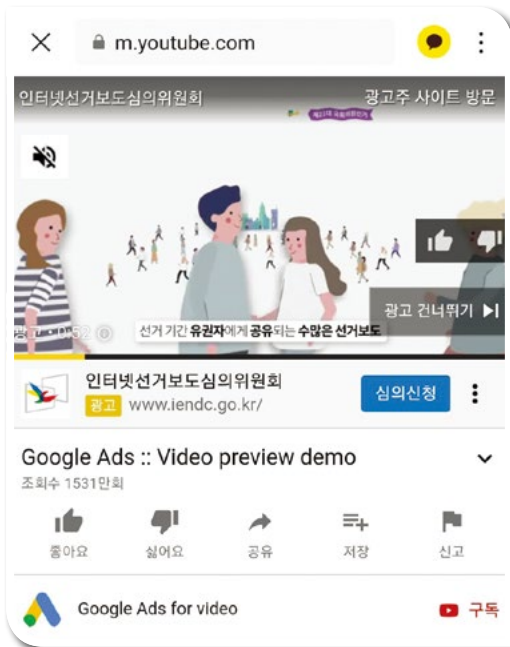 m.youtube.com
인터넷선거보도심의위원회 광고주 사이트 방문
광고 · 0:52
광고 건너뛰기
선거 기간 유권자에게 공유되는 수많은 선거보도
인터넷선거보도심의위원회
광고 www.iendc.go.kr/
심의신청
Google Ads :: Video preview demo
조회수 1531만회
좋아요 싫어요 공유 저장 신고
Google Ads for video
구독